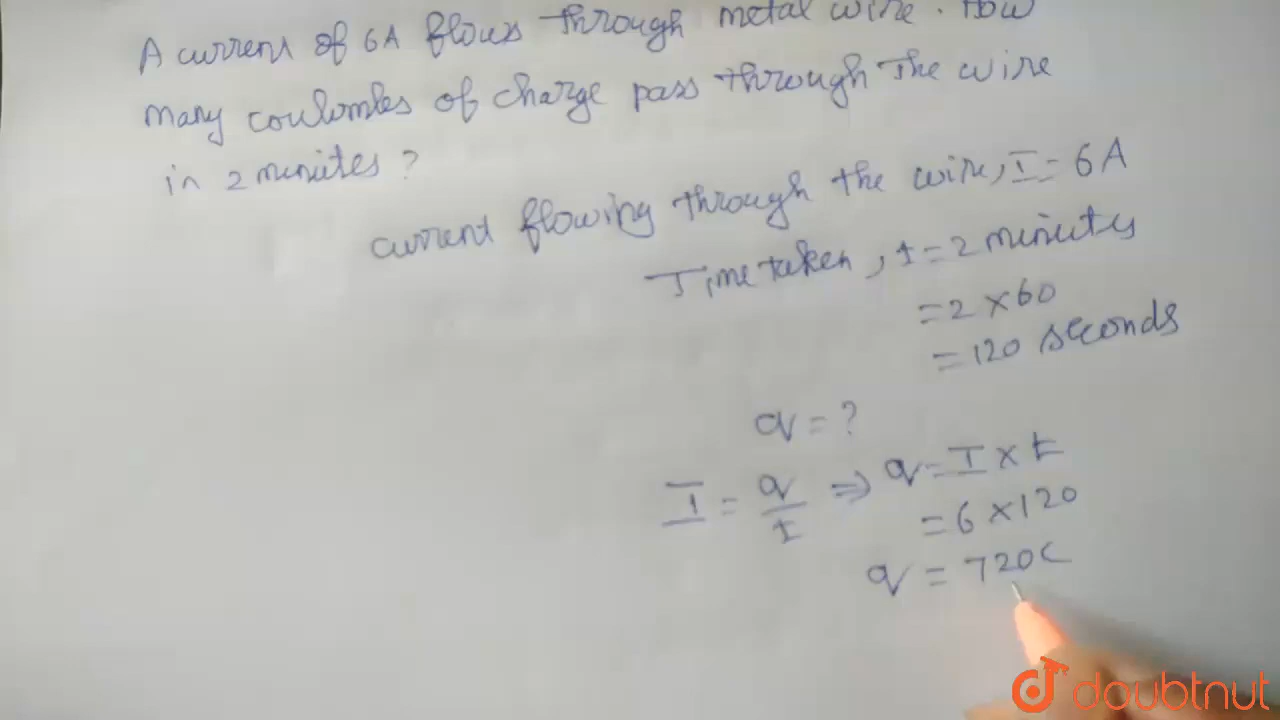 A current of 6A flows through metal wire. How
many coulombs of charge pass through The wire
in 2 minutes ?
current flowing through the wire, I = 6A
Time taken, t = 2 minutes
= 2 × 60
= 120 seconds
q = ?
I = q/t ⇒ q = I × t
= 6 × 120
q = 720C
doubtnut